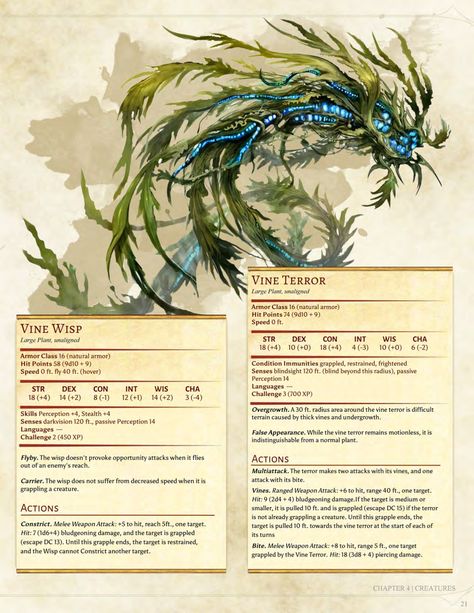 VINE WISP
Large Plant, unaligned
Armor Class 16 (natural armor)
Hit Points 58 (9d10 + 9)
Speed 0 ft. fly 40 ft. (hover)
STR DEX CON INT WIS CHA
18 (+4) 14 (+2) 8 (-1) 12 (+1) 14 (+2) 3 (-4)
Skills Perception +4, Stealth +4
Senses darkvision 120 ft., passive Perception 14
Languages —
Challenge 2 (450 XP)
Flyby. The wisp doesn't provoke opportunity attacks when it flies
out of an enemy's reach.
Carrier. The wisp does not suffer from decreased speed when it is
grappling a creature.
ACTIONS
Constrict. Melee Weapon Attack: +5 to hit, reach 5ft., one target.
Hit: 7 (1d6+4) bludgeoning damage, and the target is grappled
(escape DC 13). Until this grapple ends, the target is restrained,
and the Wisp cannot Constrict another target.
VINE TERROR
Large Plant, unaligned
Armor Class 16 (natural armor)
Hit Points 74 (9d10 + 9)
Speed 0 ft.
STR DEX CON INT WIS CHA
18 (+4) 10 (+0) 18 (+4) 4 (-3) 10 (+0) 6 (-2)
Condition Immunities grappled, restrained, frightened
Senses blindsight 120 ft. (blind beyond this radius), passive
Perception 14
Languages —
Challenge 3 (700 XP)
Overgrowth. A 30 ft. radius area around the vine terror is difficult
terrain caused by thick vines and undergrowth.
False Appearance. While the vine terror remains motionless, it is
indistinguishable from a normal plant.
ACTIONS
Multiattack. The terror makes two attacks with its vines, and one
attack with its bite.
Vines. Ranged Weapon Attack: +6 to hit, range 40 ft., one target.
Hit: 9 (2d4 + 4) bludgeoning damage.If the target is medium or
smaller, it is pulled 10 ft. and is grappled (escape DC 15) if the terror
is not already grappling a creature. Until this grapple ends, the
target is pulled 10 ft. towards the vine terror at the start of each of
its turns
Bite. Melee Weapon Attack: +8 to hit, range 5 ft., one target
grappled by the Vine Terror. Hit: 18 (3d8 + 4) piercing damage.
CHAPTER 4 | CREATURES
21